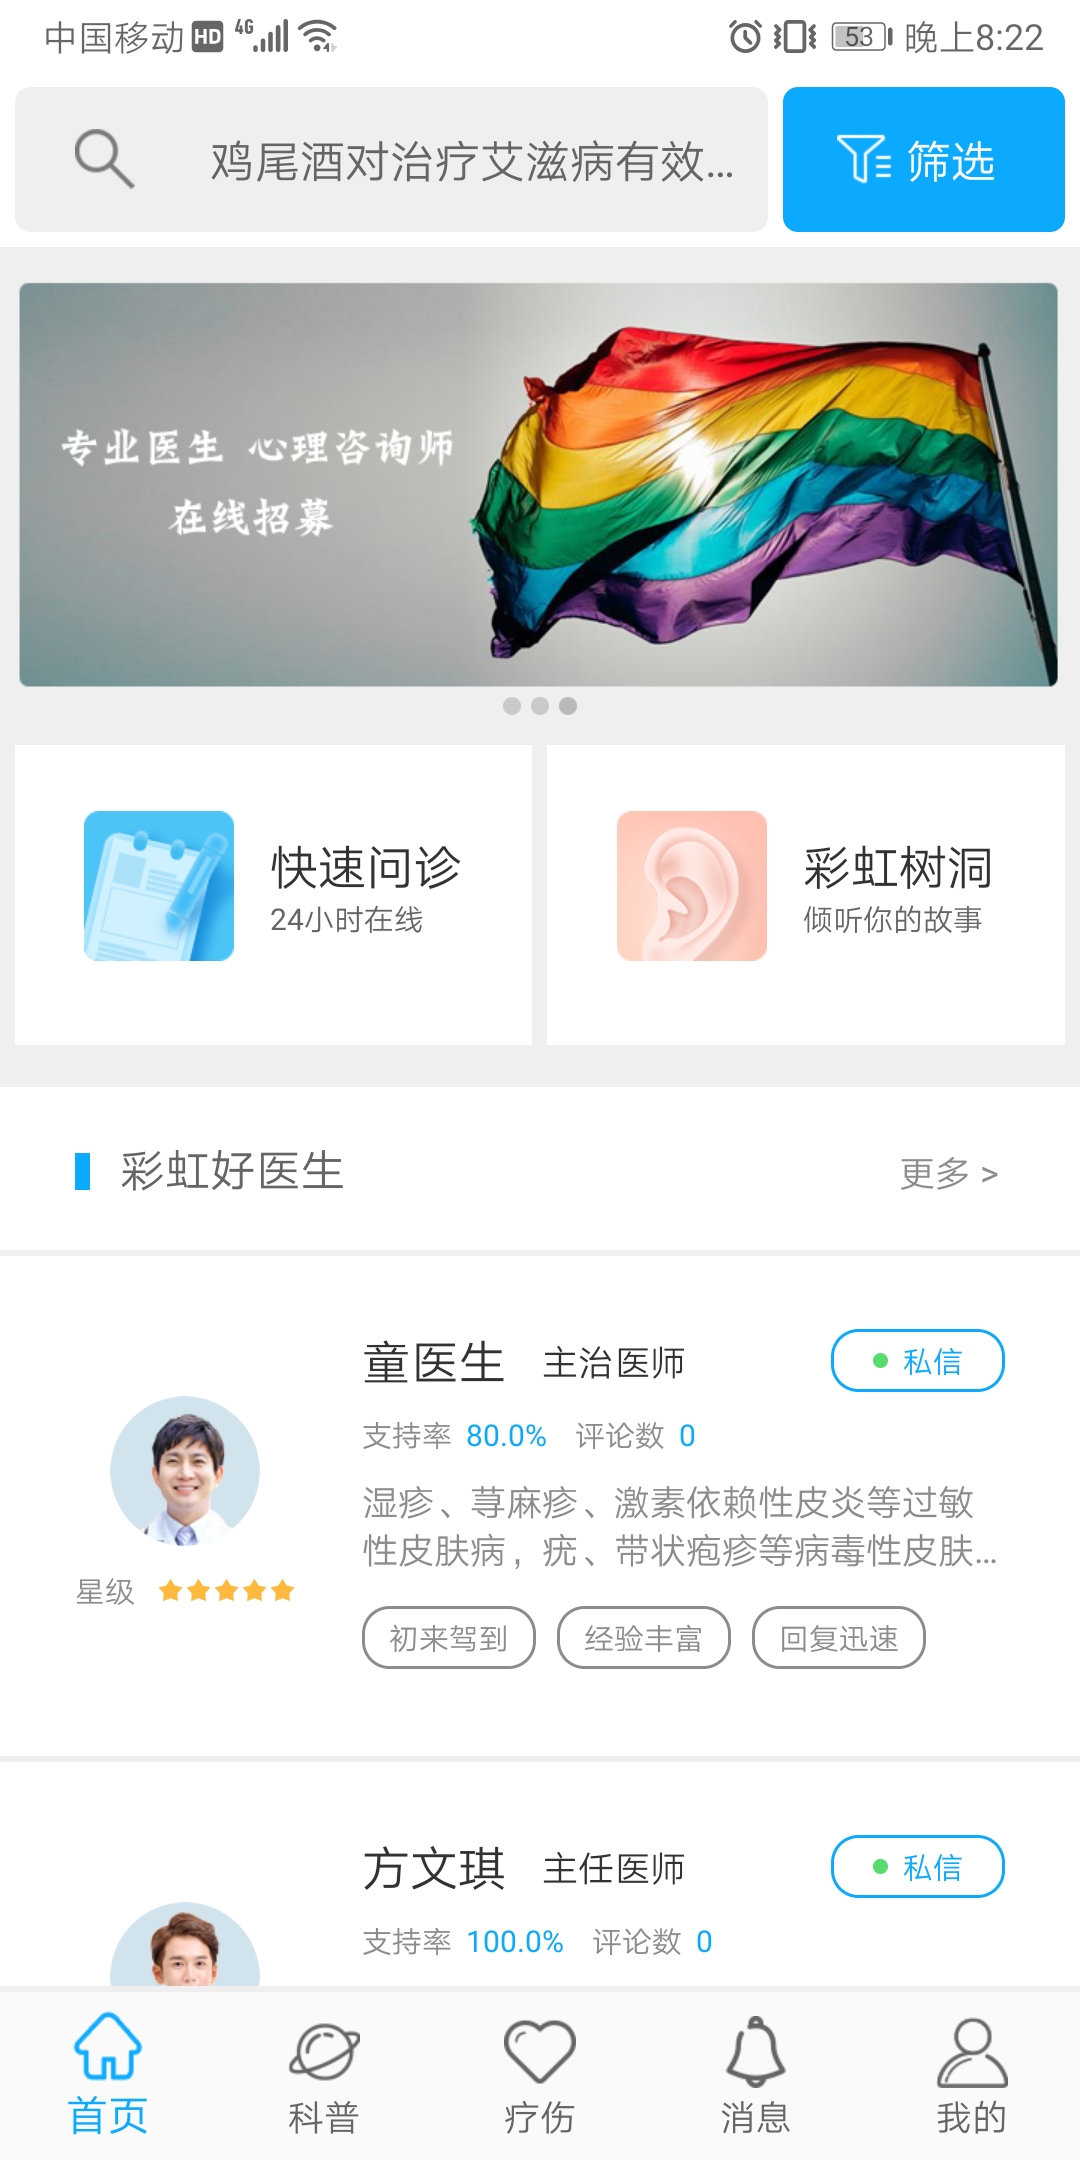 中国移动 HD 4G 4 53 晚上8:22
鸡尾酒对治疗艾滋病有效...
筛选
专业医生 心理咨询师
在线招募
快速问诊
24小时在线
彩虹树洞
倾听你的故事
彩虹好医生
更多 >
童医生 主治医师
私信
支持率 80.0% 评论数 0
湿疹、荨麻疹、激素依赖性皮炎等过敏
性皮肤病，疣、带状疱疹等病毒性皮肤...
星级
初来驾到 经验丰富 回复迅速
方文琪 主任医师
私信
支持率 100.0% 评论数 0
首页 科普 疗伤 消息 我的